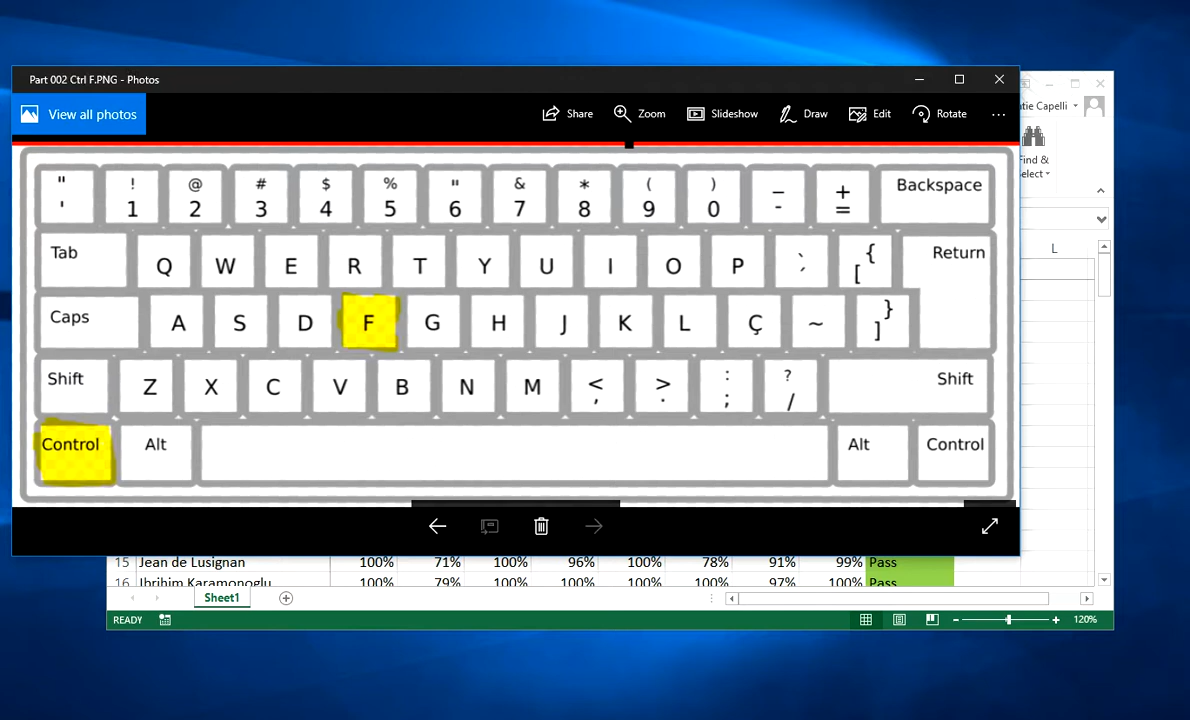 Part 002 Ctrl F.PNG - Photos
View all photos Share Zoom Slideshow Draw Edit Rotate ...
Capelli
Find &
Select
" ! @ # $ % " & * ( ) _ + Backspace
' 1 2 3 4 5 6 7 8 9 0 - =
Tab Q W E R T Y U I O P ` ´ { [ Return
Caps A S D F G H J K L Ç ~ } ]
Shift Z X C V B N M < , > . : ; ? / Shift
Control Alt Alt Control
L
15 Jean de Lusignan 100% 71% 100% 96% 100% 78% 91% 99% Pass
16 Ibrihim Karamonoglu 100% 79% 100% 100% 100% 100% 97% 100% Pass
Sheet1
READY 120%